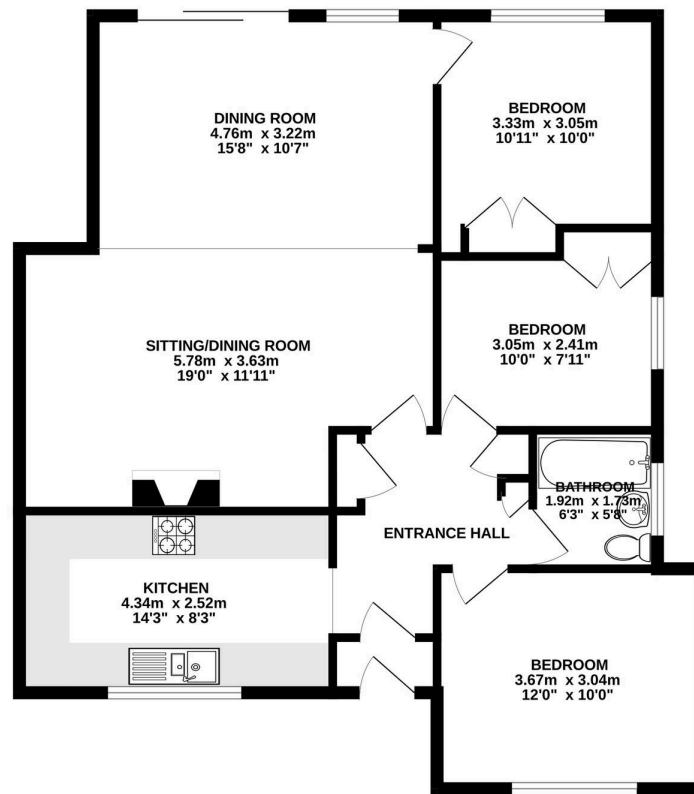 DINING ROOM
4.76m x 3.22m
15'8" x 10'7"
BEDROOM
3.33m x 3.05m
10'11" x 10'0"
SITTING/DINING ROOM
5.78m x 3.63m
19'0" x 11'11"
BEDROOM
3.05m x 2.41m
10'0" x 7'11"
BATHROOM
1.92m x 1.73m
6'3" x 5'8"
ENTRANCE HALL
KITCHEN
4.34m x 2.52m
14'3" x 8'3"
BEDROOM
3.67m x 3.04m
12'0" x 10'0"